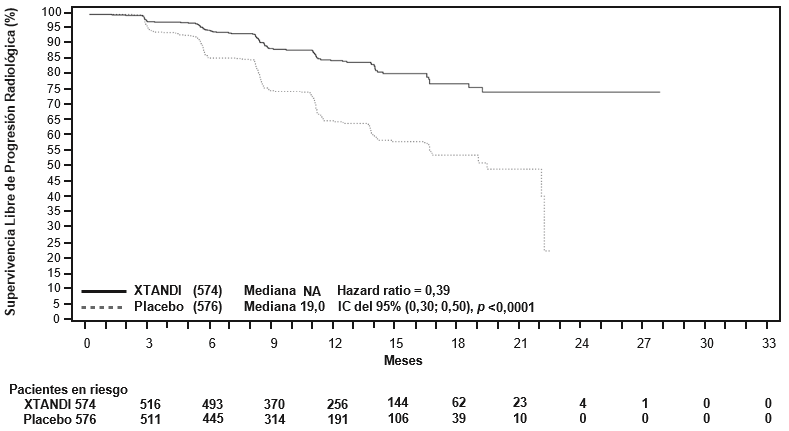 Supervivencia Libre de Progresión Radiológica (%)
100
95
90
85
80
75
70
65
60
55
50
45
40
35
30
25
20
15
10
5
0
XTANDI (574) Mediana NA Hazard ratio = 0,39
Placebo (576) Mediana 19,0 IC del 95% (0,30; 0,50), p <0,0001
0 3 6 9 12 15 18 21 24 27 30 33
Meses
Pacientes en riesgo
XTANDI 574 516 493 370 256 144 62 23 4 1 0 0
Placebo 576 511 445 314 191 106 39 10 0 0 0 0